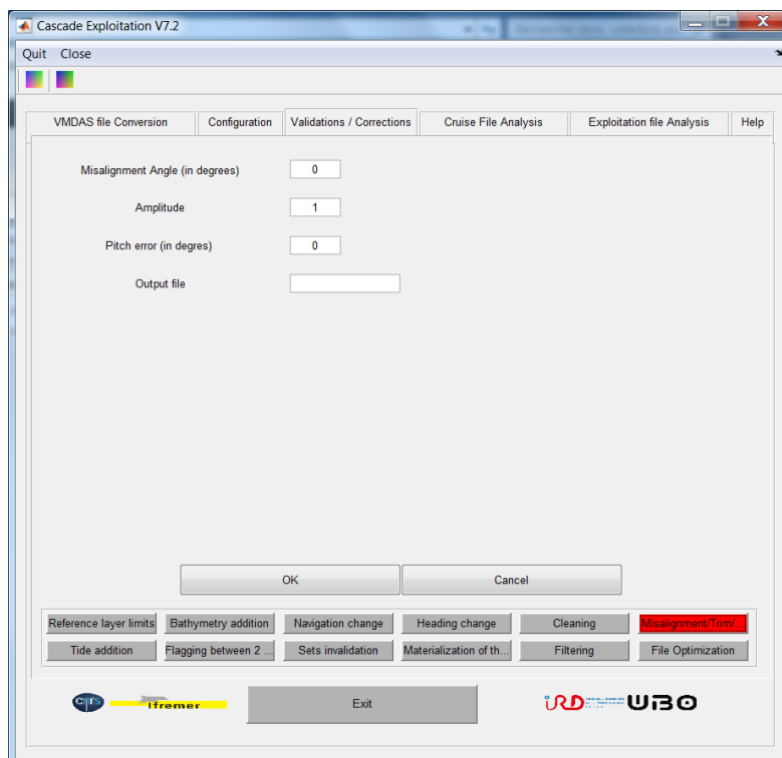 Cascade Exploitation V7.2
Quit Close
VMDAS file Conversion Configuration Validations / Corrections Cruise File Analysis Exploitation file Analysis Help
Misalignment Angle (in degrees) 0
Amplitude 1
Pitch error (in degres) 0
Output file
OK Cancel
Reference layer limits Bathymetry addition Navigation change Heading change Cleaning Misalignment/Trim/...
Tide addition Flagging between 2 ... Sets invalidation Materialization of th... Filtering File Optimization
Ifremer Exit IRD UBO